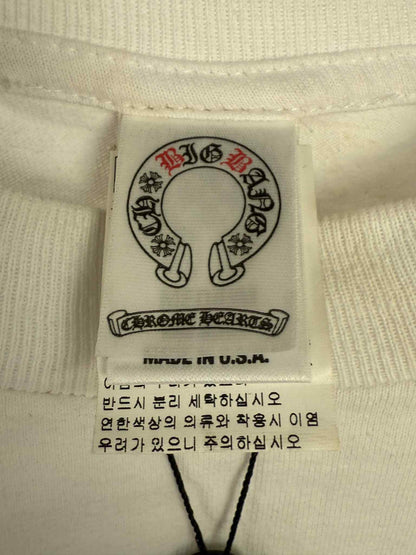 BIG BANG
CHROME HEARTS
MADE IN U.S.A.
반드시 분리 세탁하십시오
연한색상의 의류와 착용시 이염
우려가 있으니 주의하십시오